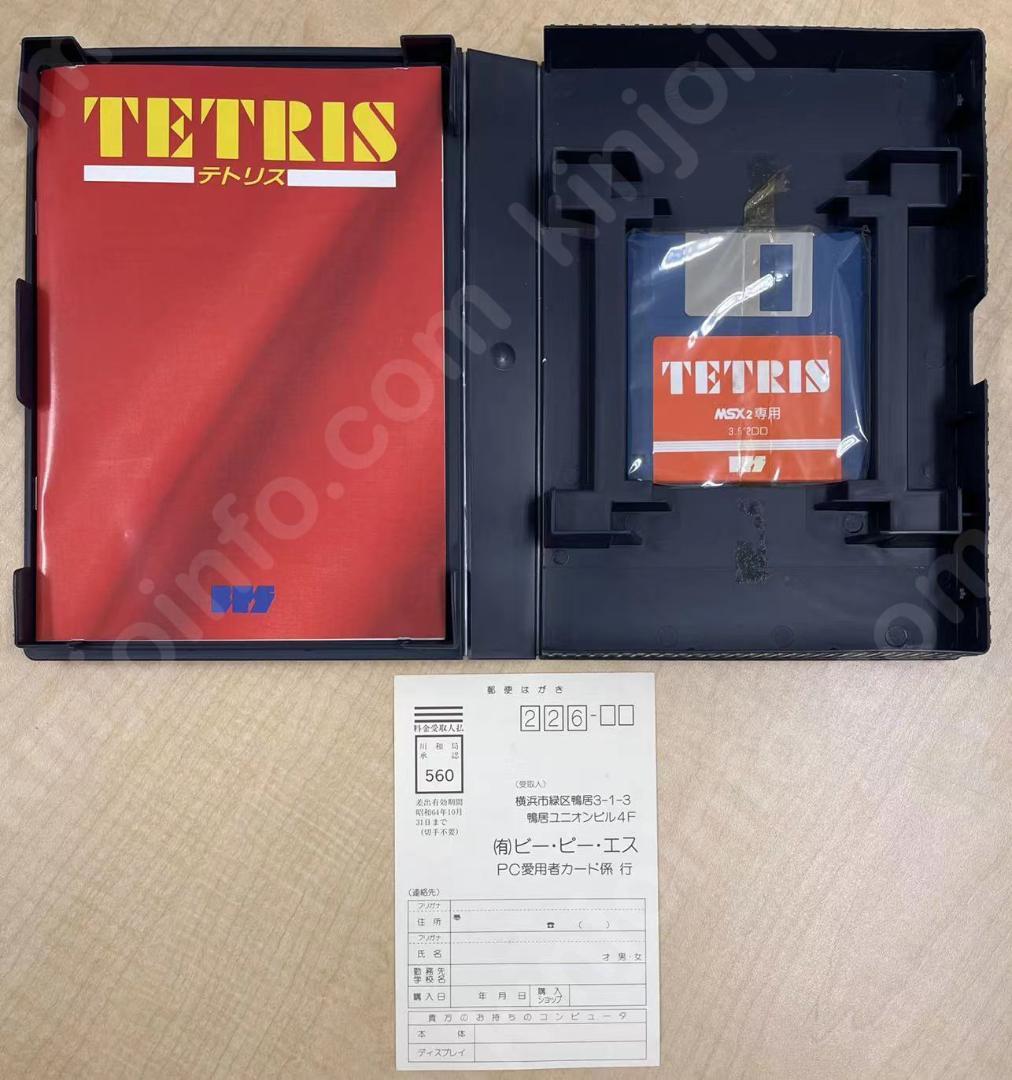 TETRIS
テトリス
BPS
TETRIS
MSX2専用
3.5"2DD
BPS
郵便はがき
226-□□
料金受取人払
川和局
承認
560
差出有効期間
昭和64年10月
31日まで
(切手不要)
(受取人)
横浜市緑区鴨居3-1-3
鴨居ユニオンビル4F
㈲ビー・ピー・エス
PC愛用者カード係 行
(連絡先)
フリガナ
住所
☎ ( )
フリガナ
氏名
才 男・女
勤務先
学校名
購入日 年 月 日 購入
ショップ
貴方のお持ちのコンピュータ
本体
ディスプレイ
kinjoinfo.com
kinjoinfo.com